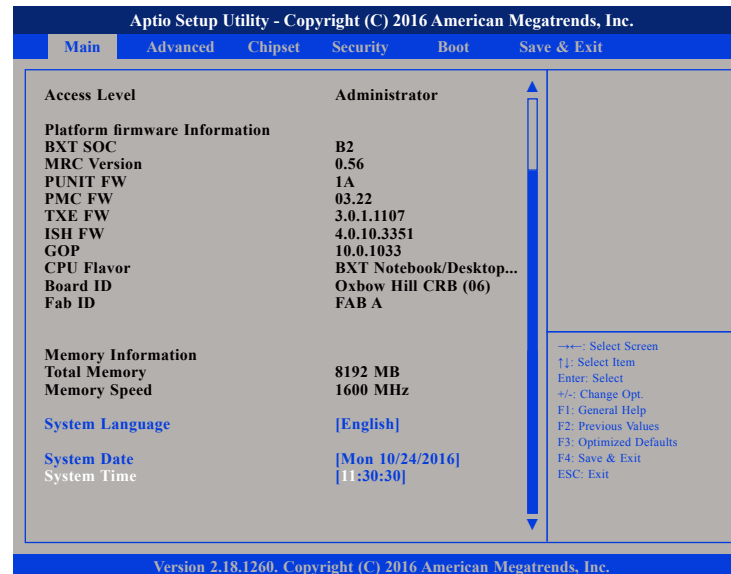 Aptio Setup Utility - Copyright (C) 2016 American Megatrends, Inc.
Main Advanced Chipset Security Boot Save & Exit
Access Level Administrator
Platform firmware Information
BXT SOC B2
MRC Version 0.56
PUNIT FW 1A
PMC FW 03.22
TXE FW 3.0.1.1107
ISH FW 4.0.10.3351
GOP 10.0.1033
CPU Flavor BXT Notebook/Desktop...
Board ID Oxbow Hill CRB (06)
Fab ID FAB A
Memory Information
Total Memory 8192 MB
Memory Speed 1600 MHz
System Language [English]
System Date [Mon 10/24/2016]
System Time [11:30:30]
→←: Select Screen
↑↓: Select Item
Enter: Select
+/-: Change Opt.
F1: General Help
F2: Previous Values
F3: Optimized Defaults
F4: Save & Exit
ESC: Exit
Version 2.18.1260. Copyright (C) 2016 American Megatrends, Inc.